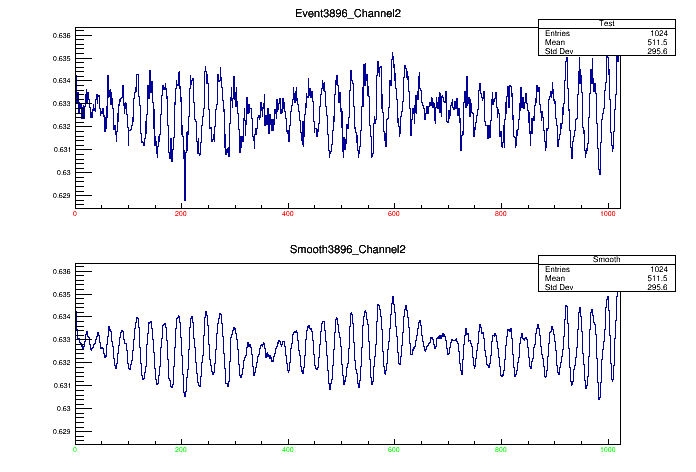 Event3896_Channel2
Test
Entries 1024
Mean 511.5
Std Dev 295.6
0.636
0.635
0.634
0.633
0.632
0.631
0.63
0.629
0 200 400 600 800 1000
Smooth3896_Channel2
Smooth
Entries 1024
Mean 511.5
Std Dev 295.6
0.636
0.635
0.634
0.633
0.632
0.631
0.63
0.629
0 200 400 600 800 1000